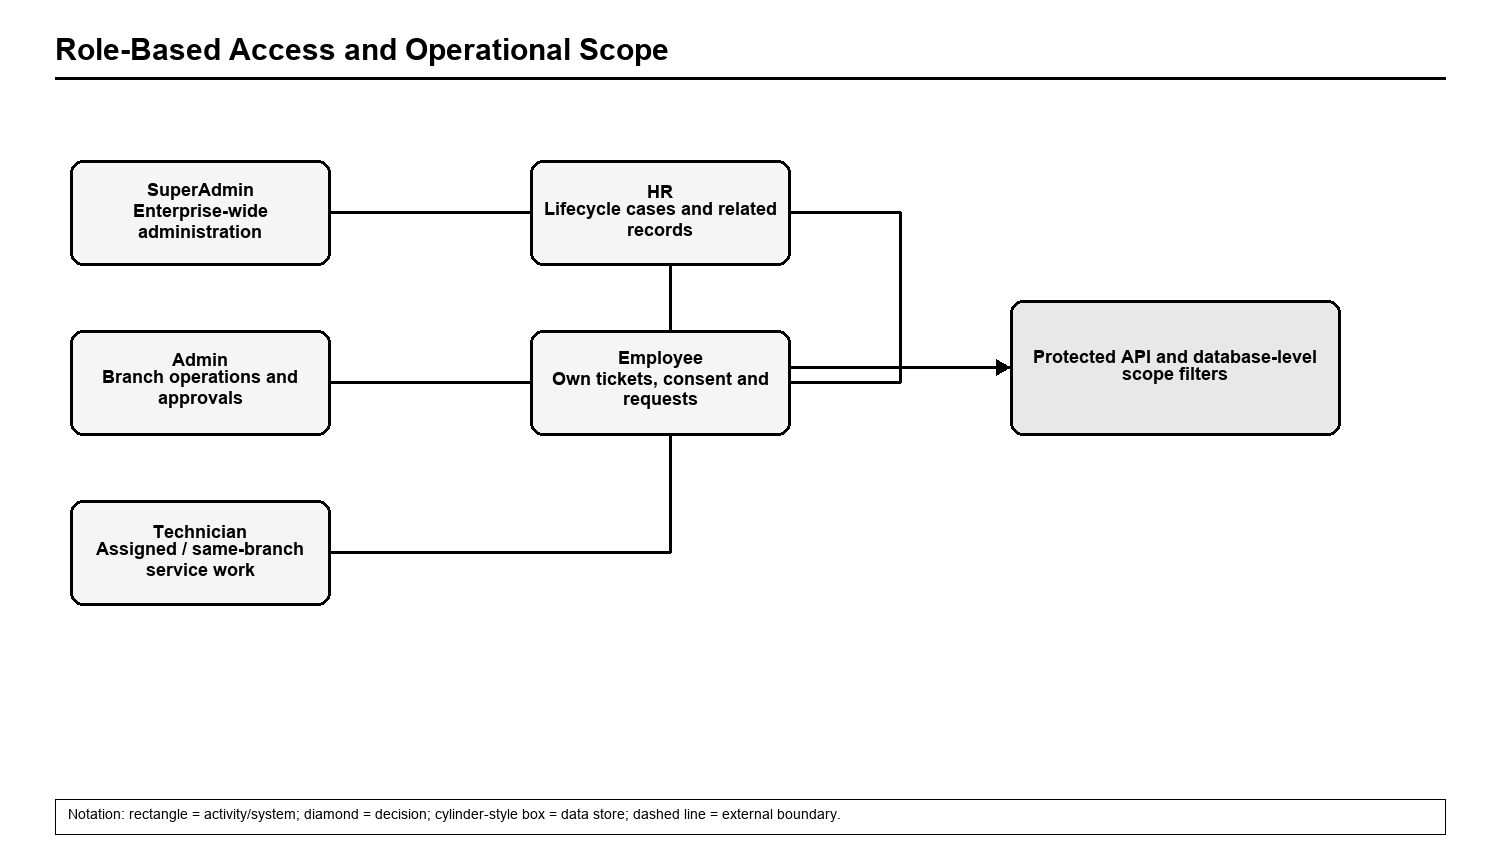 Role-Based Access and Operational Scope
SuperAdmin
Enterprise-wide
administration
HR
Lifecycle cases and related
records
Admin
Branch operations and
approvals
Employee
Own tickets, consent and
requests
Protected API and database-level
scope filters
Technician
Assigned / same-branch
service work
Notation: rectangle = activity/system; diamond = decision; cylinder-style box = data store; dashed line = external boundary.